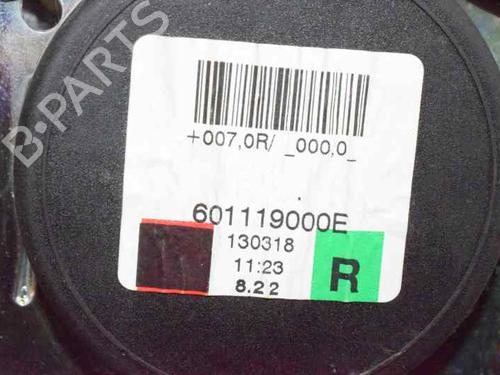 B-PARTS
+007,0R/ _000,0_
601119000E
130318
11:23
8.22
R